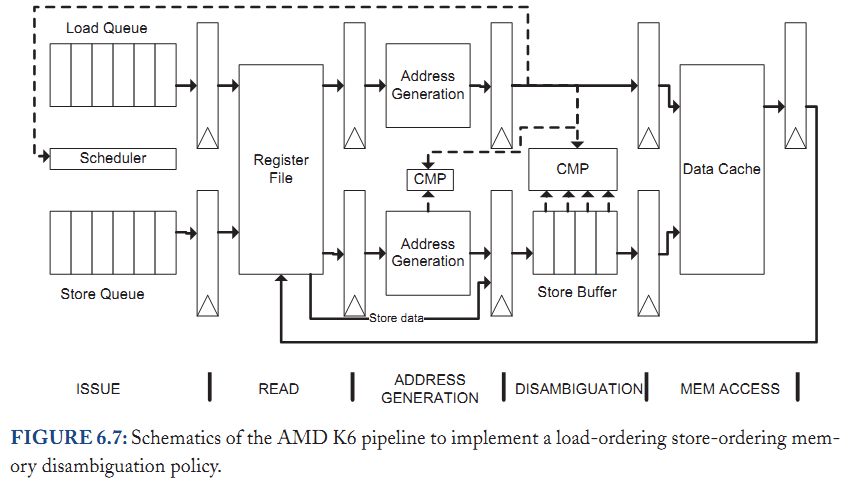 Load Queue
Scheduler
Store Queue
Register
File
Address
Generation
CMP
Address
Generation
Store data
CMP
Store Buffer
Data Cache
ISSUE
READ
ADDRESS
GENERATION
DISAMBIGUATION
MEM ACCESS
FIGURE 6.7: Schematics of the AMD K6 pipeline to implement a load-ordering store-ordering mem-
ory disambiguation policy.